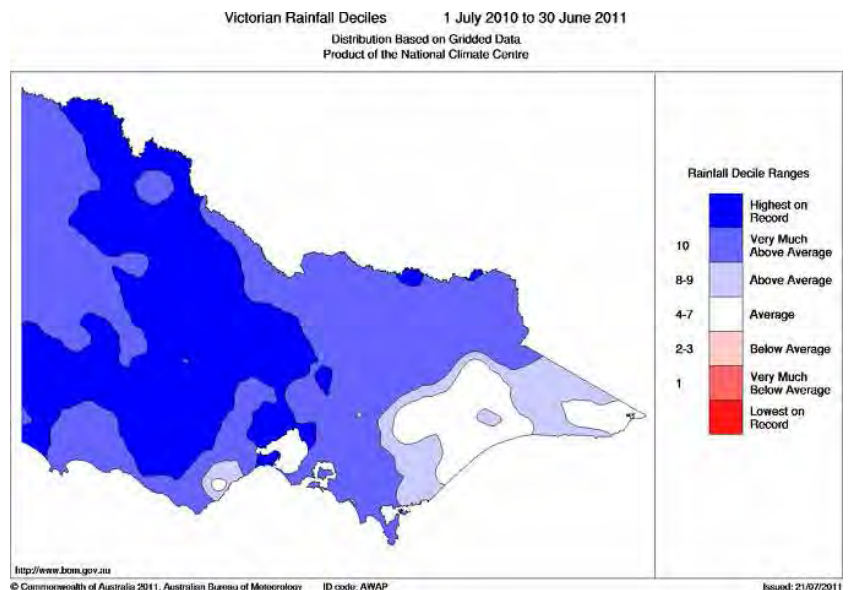 Victorian Rainfall Deciles 1 July 2010 to 30 June 2011
Distribution Based on Gridded Data
Product of the National Climate Centre
Rainfall Decile Ranges
Highest on
Record
10 Very Much
Above Average
8-9 Above Average
4-7 Average
2-3 Below Average
1 Very Much
Below Average
Lowest on
Record
http://www.bom.gov.au
© Commonwealth of Australia 2011, Australian Bureau of Meteorology ID code: AWAP Issued: 21/07/2011